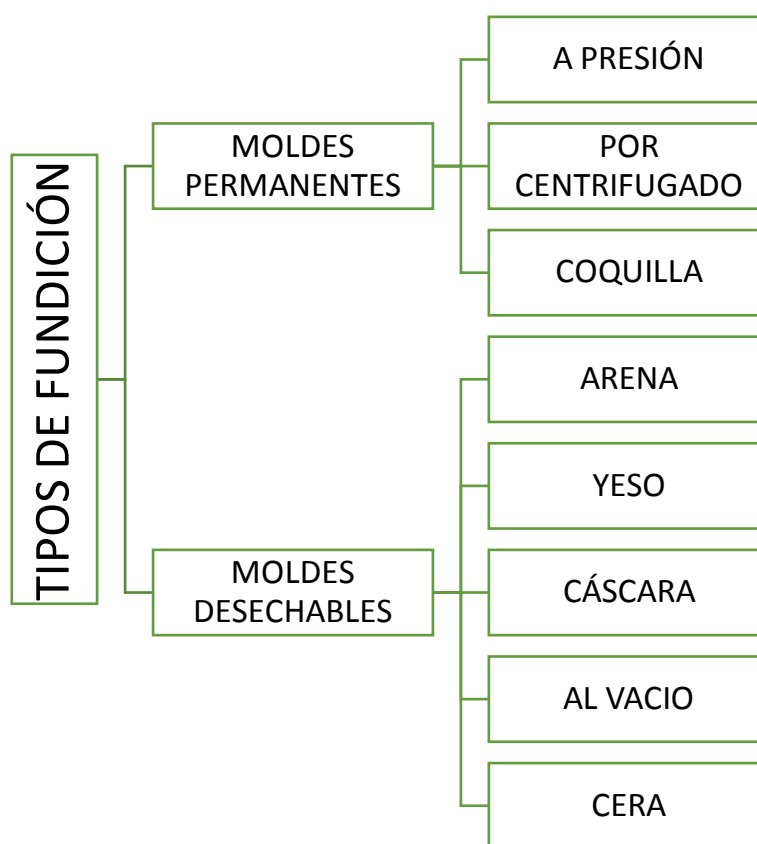 TIPOS DE FUNDICIÓN
MOLDES
PERMANENTES
A PRESIÓN
POR
CENTRIFUGADO
COQUILLA
MOLDES
DESECHABLES
ARENA
YESO
CÁSCARA
AL VACIO
CERA